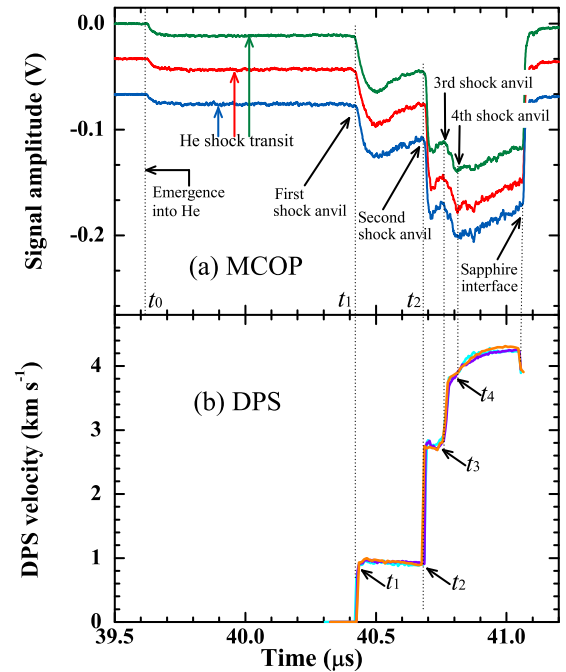 0.0
-0.1
-0.2
Signal amplitude (V)
He shock transit
Emergence
into He
First
shock anvil
Second
shock anvil
3rd shock anvil
4th shock anvil
Sapphire
interface
(a) MCOP
t0
t1
t2
(b) DPS
4
3
2
1
0
DPS velocity (km s-1)
t1
t2
t3
t4
39.5
40.0
40.5
41.0
Time (μs)